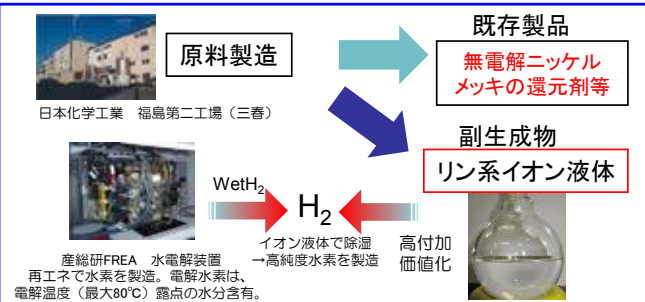 原料製造
日本化学工業 福島第二工場（三春）
既存製品
無電解ニッケル
メッキの還元剤等
副生成物
リン系イオン液体
WetH₂
H₂
イオン液体で除湿
→高純度水素を製造
高付加
価値化
産総研FREA 水電解装置
再エネで水素を製造。電解水素は、
電解温度（最大80℃）露点の水分含有。